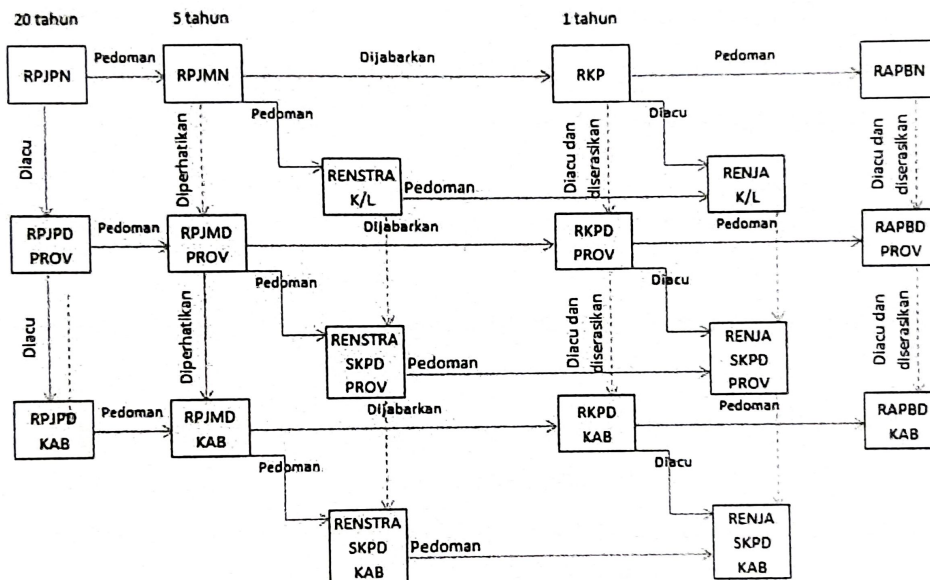 20 tahun
5 tahun
1 tahun
RPJPN
Pedoman
RPJMN
Dijabarkan
RKP
Pedoman
RAPBN
Diacu
Diperhatikan
Pedoman
RENSTRA
K/L
Pedoman
Diacu dan
diserasikan
Diacu
RENJA
K/L
Diacu dan
diserasikan
RPJPD
PROV
Pedoman
RPJMD
PROV
Dijabarkan
RKPD
PROV
Pedoman
RAPBD
PROV
Diacu
Diperhatikan
Pedoman
RENSTRA
SKPD
PROV
Pedoman
Diacu dan
diserasikan
Diacu
RENJA
SKPD
PROV
Diacu dan
diserasikan
RPJPD
KAB
Pedoman
RPJMD
KAB
Dijabarkan
RKPD
KAB
Pedoman
RAPBD
KAB
Pedoman
RENSTRA
SKPD
KAB
Pedoman
Diacu
RENJA
SKPD
KAB